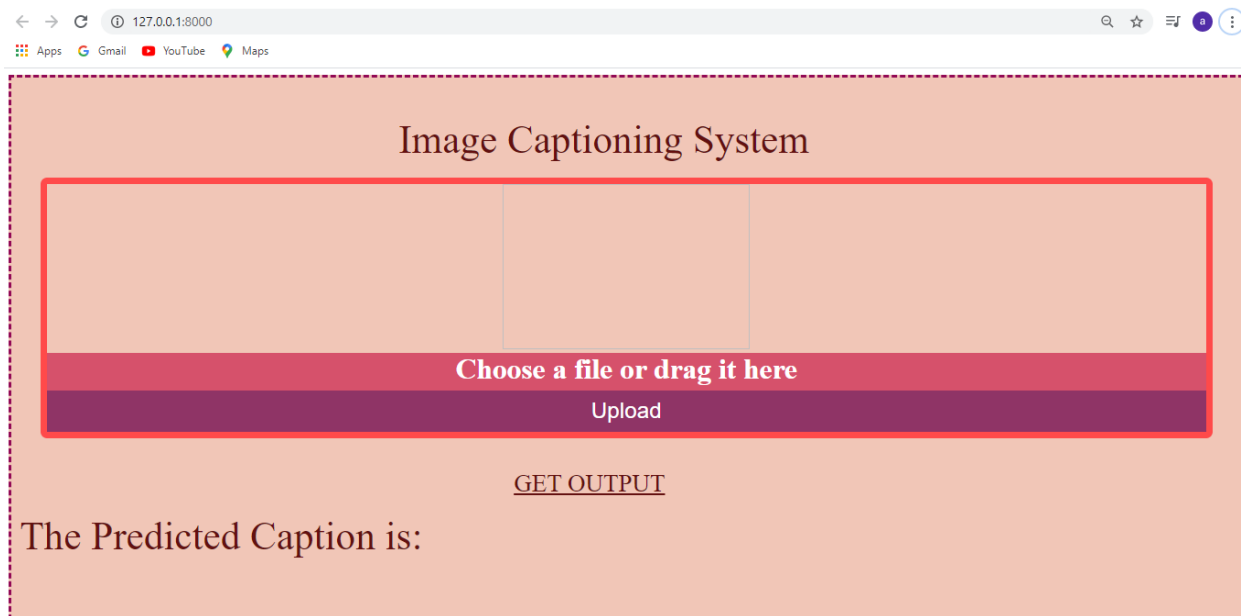 127.0.0.1:8000
a
Apps Gmail YouTube Maps
Image Captioning System
Choose a file or drag it here
Upload
GET OUTPUT
The Predicted Caption is: